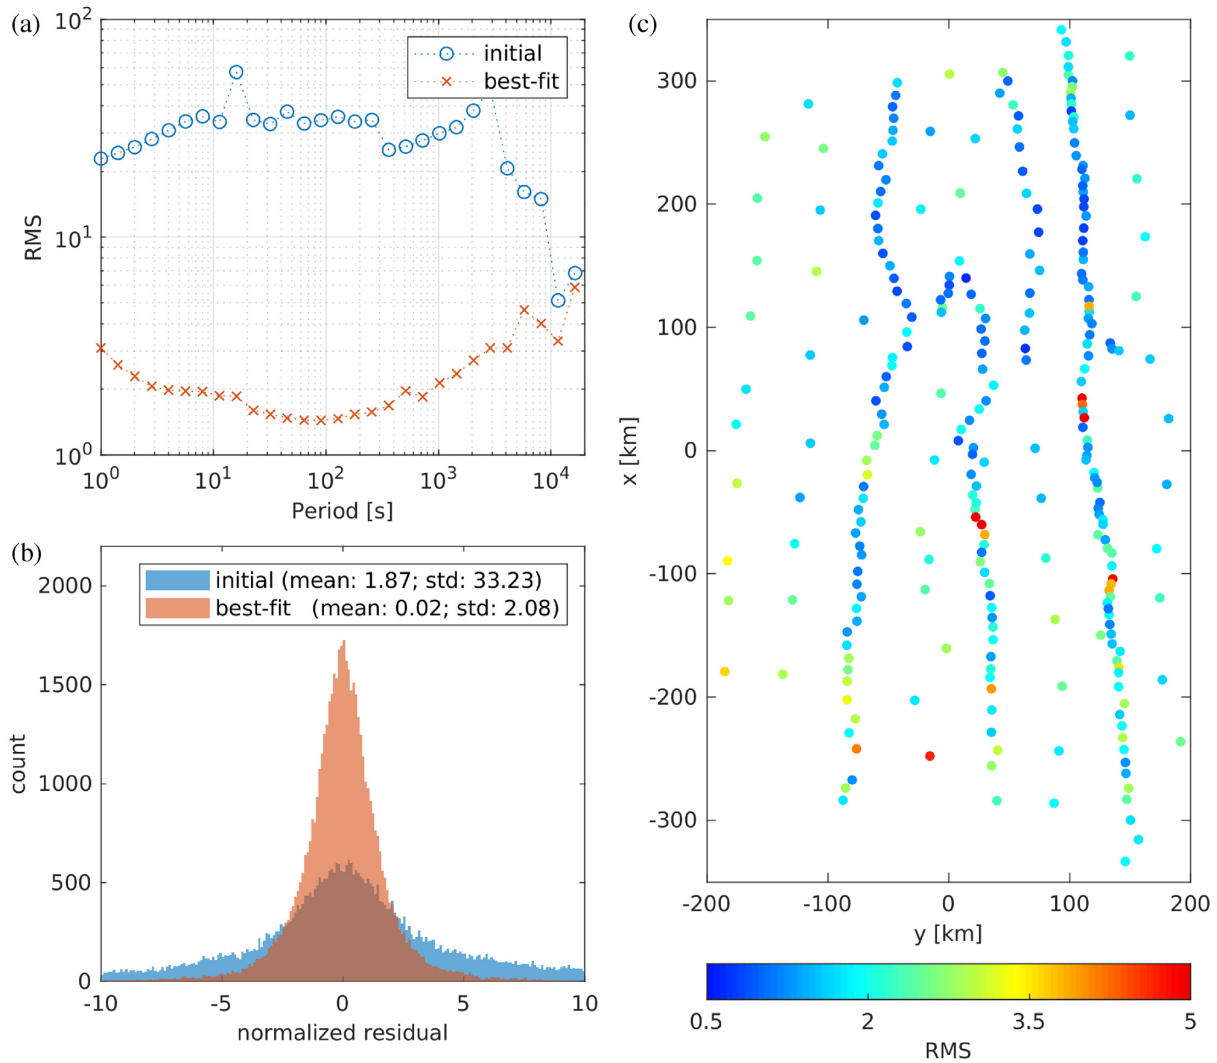 (a)
10^2
10^1
10^0
RMS
initial
best-fit
10^0 10^1 10^2 10^3 10^4
Period [s]
(b)
2000
1500
1000
500
0
count
initial (mean: 1.87; std: 33.23)
best-fit (mean: 0.02; std: 2.08)
-10 -5 0 5 10
normalized residual
(c)
300
200
100
0
-100
-200
-300
x [km]
-200 -100 0 100 200
y [km]
0.5 2 3.5 5
RMS